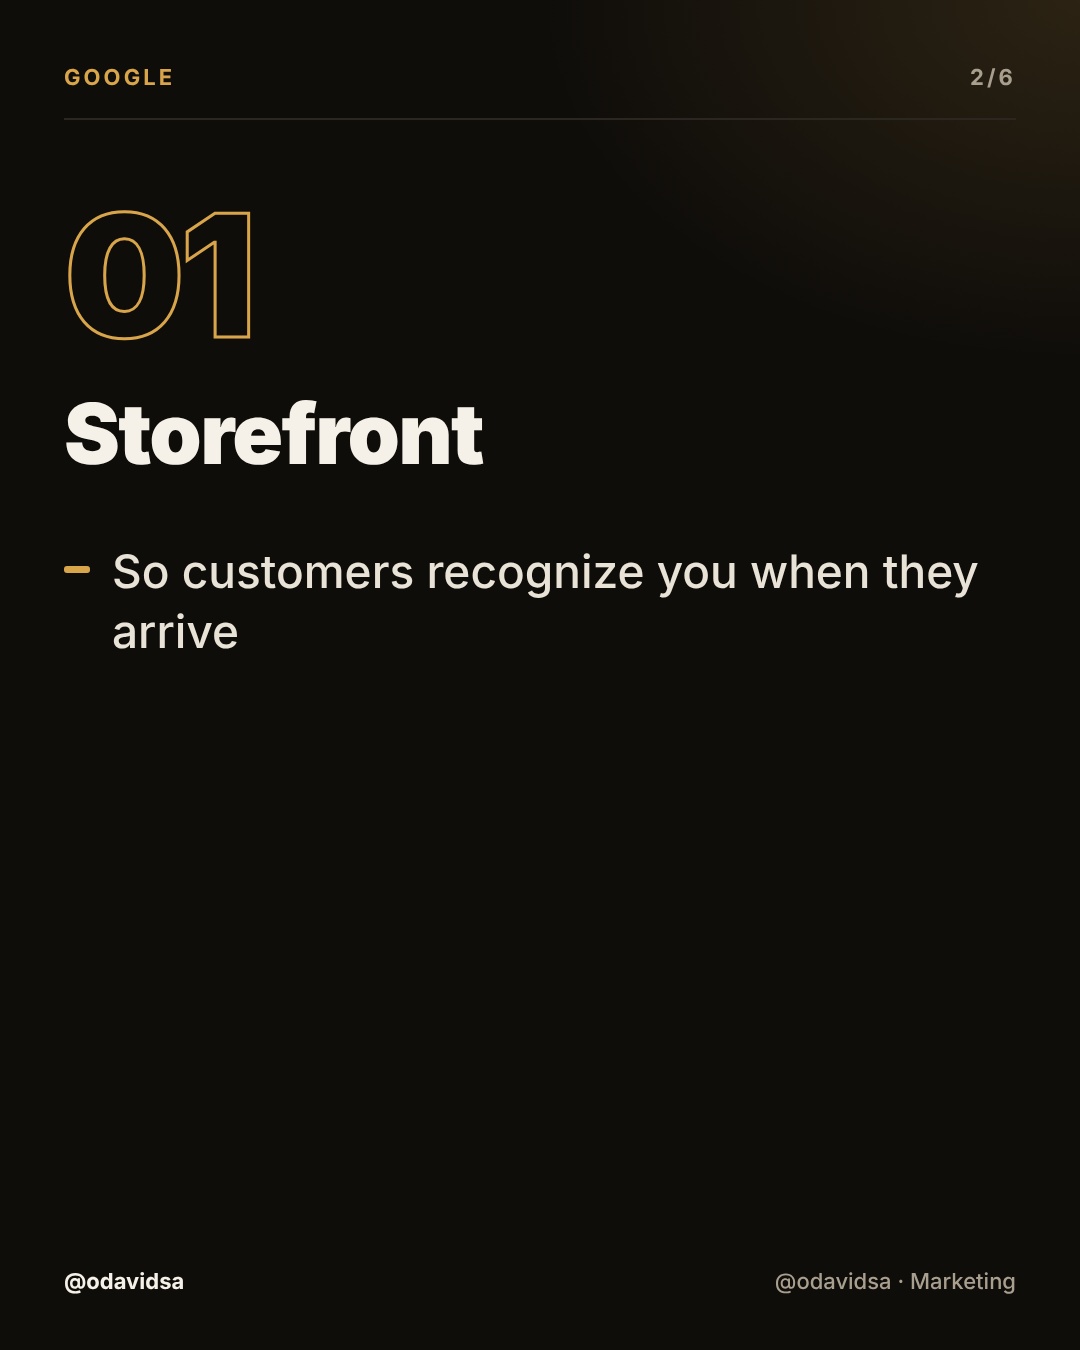 GOOGLE
2/6
01
Storefront
So customers recognize you when they
arrive
@odavidsa
@odavidsa · Marketing